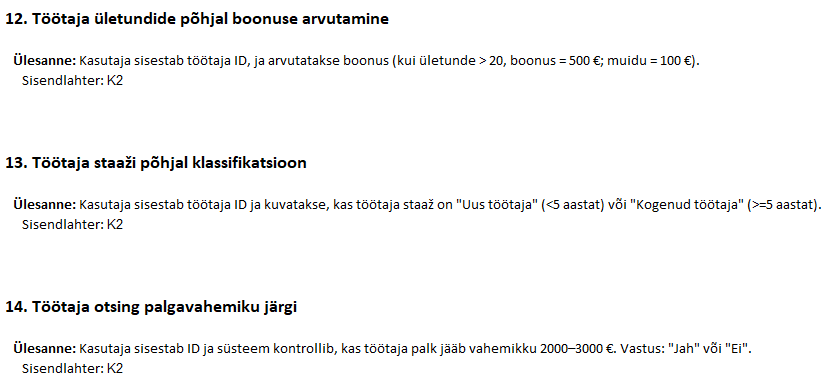 12. Töötaja ületundide põhjal boonuse arvutamine
Ülesanne: Kasutaja sisestab töötaja ID, ja arvutatakse boonus (kui ületunde > 20, boonus = 500 €; muidu = 100 €).
Sisendlahter: K2
13. Töötaja staaži põhjal klassifikatsioon
Ülesanne: Kasutaja sisestab töötaja ID ja kuvatakse, kas töötaja staaž on "Uus töötaja" (<5 aastat) või "Kogenud töötaja" (>=5 aastat).
Sisendlahter: K2
14. Töötaja otsing palgavahemiku järgi
Ülesanne: Kasutaja sisestab ID ja süsteem kontrollib, kas töötaja palk jääb vahemikku 2000–3000 €. Vastus: "Jah" või "Ei".
Sisendlahter: K2